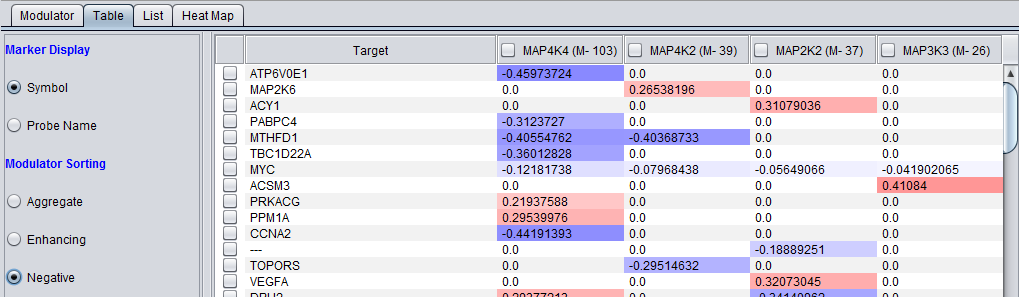 Modulator Table List Heat Map
Marker Display
Symbol
Probe Name
Modulator Sorting
Aggregate
Enhancing
Negative
Target MAP4K4 (M- 103) MAP4K2 (M- 39) MAP2K2 (M- 37) MAP3K3 (M- 26)
ATP6V0E1 -0.45973724 0.0 0.0 0.0
MAP2K6 0.0 0.26538196 0.0 0.0
ACY1 0.0 0.0 0.31079036 0.0
PABPC4 -0.3123727 0.0 0.0 0.0
MTHFD1 -0.40554762 -0.40368733 0.0 0.0
TBC1D22A -0.36012828 0.0 0.0 0.0
MYC -0.12181738 -0.07968438 -0.05649066 -0.041902065
ACSM3 0.0 0.0 0.0 0.41084
PRKACG 0.21937588 0.0 0.0 0.0
PPM1A 0.29539976 0.0 0.0 0.0
CCNA2 -0.44191393 0.0 0.0 0.0
--- 0.0 0.0 -0.18889251 0.0
TOPORS 0.0 -0.29514632 0.0 0.0
VEGFA 0.0 0.0 0.32073045 0.0
0.0 0.0